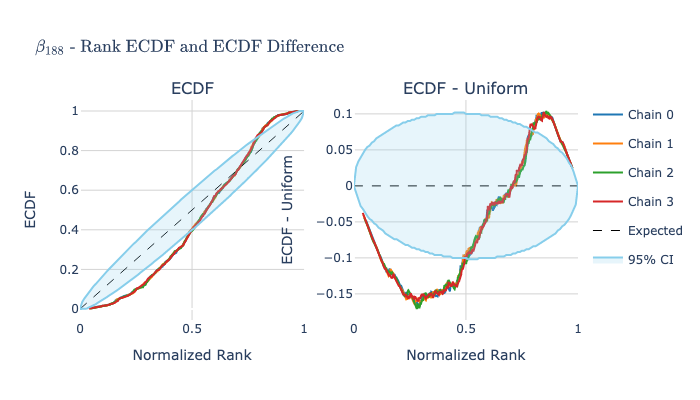 β₁₈₈ - Rank ECDF and ECDF Difference
ECDF
ECDF
0
0.2
0.4
0.6
0.8
1
0
0.5
1
Normalized Rank
ECDF - Uniform
ECDF - Uniform
0.1
0.05
0
−0.05
−0.1
−0.15
0
0.5
1
Normalized Rank
Chain 0
Chain 1
Chain 2
Chain 3
Expected
95% CI